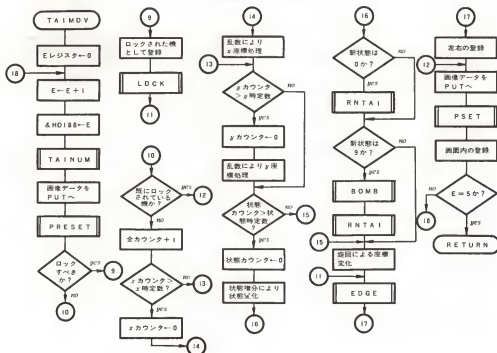 TAIMDV
Eレジスタ←0
18
E←E+1
&HD188←E
TAINUM
画像データを
PUTへ
PRESET
ロック
すべき
か？
yes
9
no
10
9
ロックされた機
として登録
LOCK
11
10
既にロック
されている
機か？
yes
12
no
全カウンタ+1
xカウンタ>
x時定数？
no
13
yes
xカウンタ←0
14
14
乱数により
x座標処理
13
yカウンタ
>y時定数
？
no
yes
yカウンタ←0
乱数によりy座
標処理
状態
カウンタ>状
態時定数
？
no
15
yes
状態カウンタ←0
状態増分により
状態変化
16
16
新状態は
0か？
no
yes
RNTAI
新状態は
9か？
no
yes
BOMB
RNTAI
15
旋回による座標
変化
11
EDGE
17
17
左右の登録
12
画像データを
PUTへ
PSET
画面内の登録
E=5か？
no
18
yes
RETURN